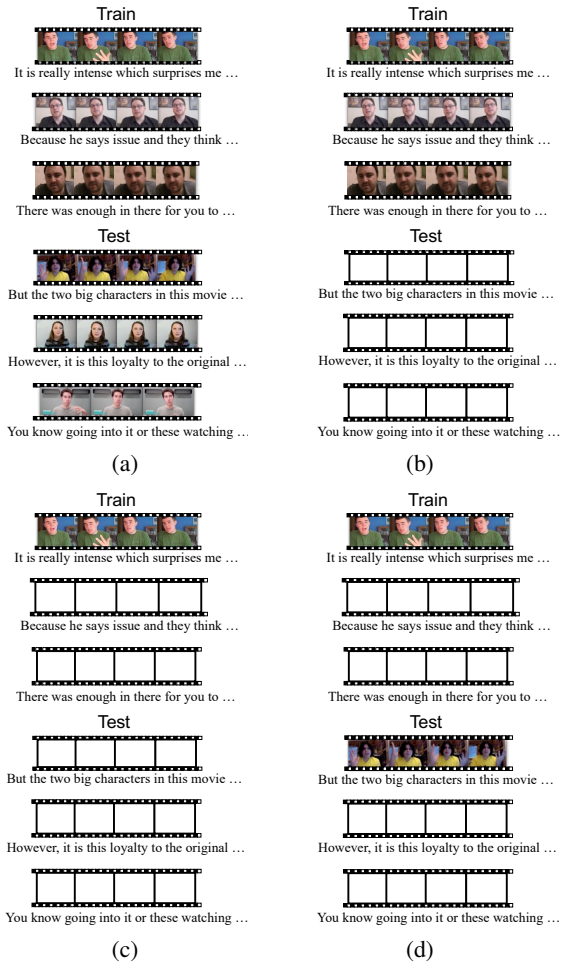 Train
It is really intense which surprises me …
Because he says issue and they think …
There was enough in there for you to …
Test
But the two big characters in this movie …
However, it is this loyalty to the original …
You know going into it or these watching …
(a)
Train
It is really intense which surprises me …
Because he says issue and they think …
There was enough in there for you to …
Test
But the two big characters in this movie …
However, it is this loyalty to the original …
You know going into it or these watching …
(b)
Train
It is really intense which surprises me …
Because he says issue and they think …
There was enough in there for you to …
Test
But the two big characters in this movie …
However, it is this loyalty to the original …
You know going into it or these watching …
(c)
Train
It is really intense which surprises me …
Because he says issue and they think …
There was enough in there for you to …
Test
But the two big characters in this movie …
However, it is this loyalty to the original …
You know going into it or these watching …
(d)